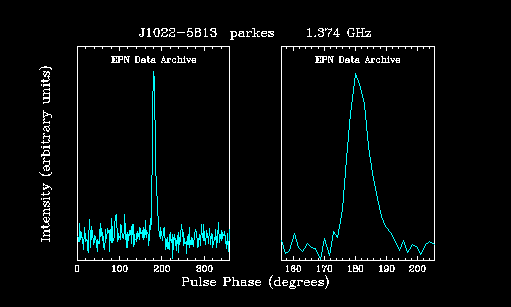 J1022-5813 parkes 1.374 GHz
EPN Data Archive
EPN Data Archive
Intensity (arbitrary units)
0 100 200 300
160 170 180 190 200
Pulse Phase (degrees)